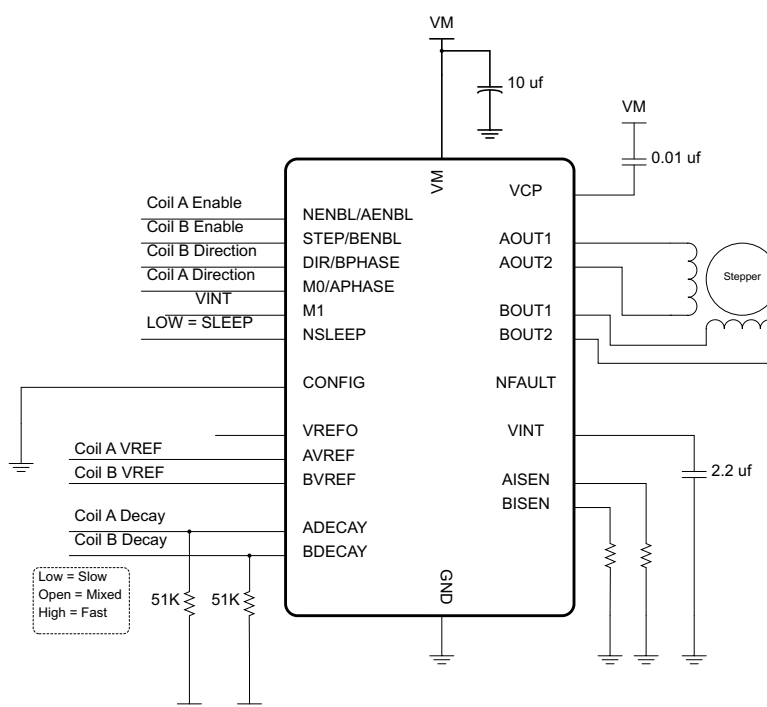 VM
10 uf
VM
0.01 uf
VM
VCP
Coil A Enable
NENBL/AENBL
Coil B Enable
STEP/BENBL
AOUT1
Coil B Direction
DIR/BPHASE
AOUT2
Coil A Direction
M0/APHASE
Stepper
VINT
M1
BOUT1
LOW = SLEEP
NSLEEP
BOUT2
CONFIG
NFAULT
VREFO
VINT
Coil A VREF
AVREF
Coil B VREF
BVREF
AISEN
2.2 uf
BISEN
Coil A Decay
ADECAY
Coil B Decay
BDECAY
Low = Slow
Open = Mixed
High = Fast
51K
51K
GND